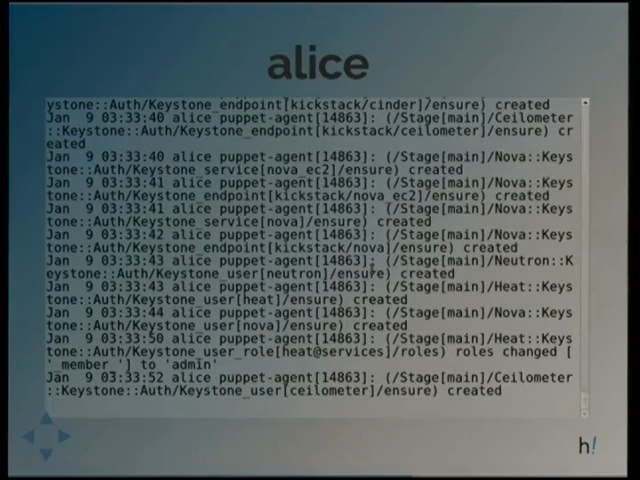 alice
ystone::Auth/Keystone_endpoint[kickstack/cinder]/ensure) created
Jan  9 03:33:40 alice puppet-agent[14863]: (/Stage[main]/Ceilometer
::Keystone::Auth/Keystone_endpoint[kickstack/ceilometer]/ensure) cr
eated
Jan  9 03:33:40 alice puppet-agent[14863]: (/Stage[main]/Nova::Keys
tone::Auth/Keystone_service[nova_ec2]/ensure) created
Jan  9 03:33:41 alice puppet-agent[14863]: (/Stage[main]/Nova::Keys
tone::Auth/Keystone_endpoint[kickstack/nova_ec2]/ensure) created
Jan  9 03:33:41 alice puppet-agent[14863]: (/Stage[main]/Nova::Keys
tone::Auth/Keystone_service[nova]/ensure) created
Jan  9 03:33:42 alice puppet-agent[14863]: (/Stage[main]/Nova::Keys
tone::Auth/Keystone_endpoint[kickstack/nova]/ensure) created
Jan  9 03:33:43 alice puppet-agent[14863]: (/Stage[main]/Neutron::K
eystone::Auth/Keystone_user[neutron]/ensure) created
Jan  9 03:33:43 alice puppet-agent[14863]: (/Stage[main]/Heat::Keys
tone::Auth/Keystone_user[heat]/ensure) created
Jan  9 03:33:44 alice puppet-agent[14863]: (/Stage[main]/Nova::Keys
tone::Auth/Keystone_user[nova]/ensure) created
Jan  9 03:33:50 alice puppet-agent[14863]: (/Stage[main]/Heat::Keys
tone::Auth/Keystone_user_role[heat@services]/roles) roles changed [
'_member_'] to 'admin'
Jan  9 03:33:52 alice puppet-agent[14863]: (/Stage[main]/Ceilometer
::Keystone::Auth/Keystone_user[ceilometer]/ensure) created
h!